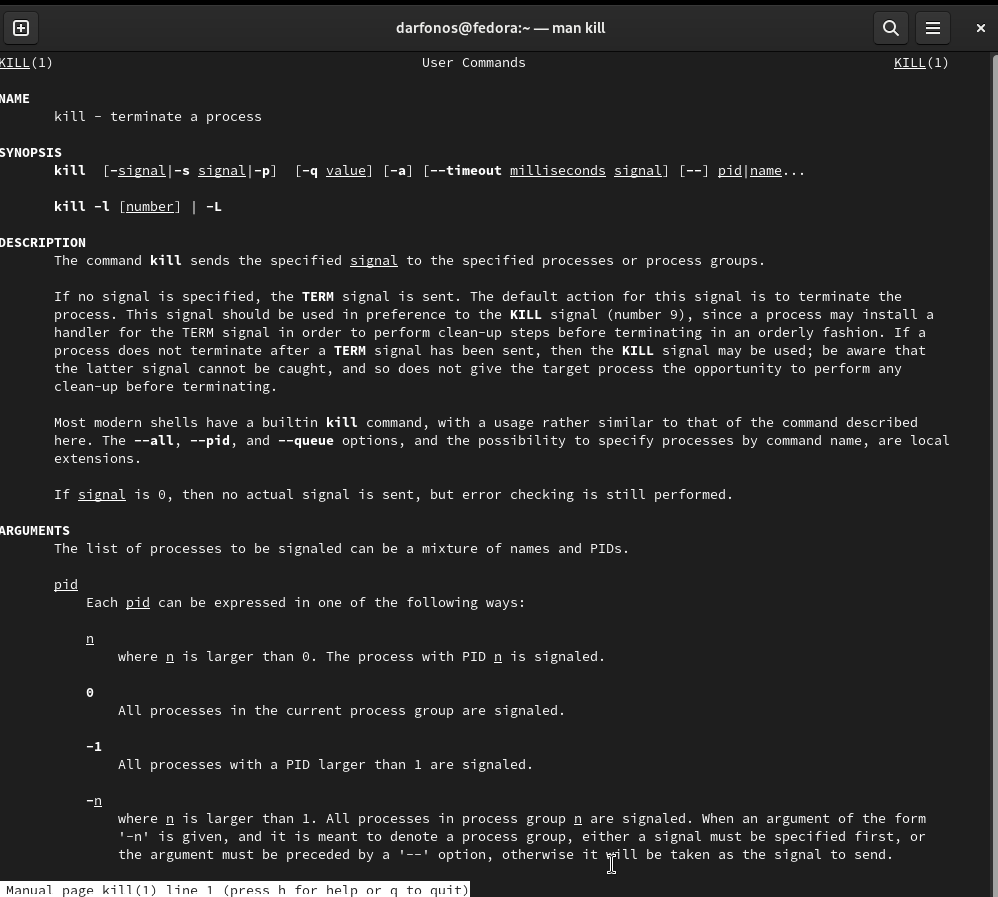 darfonos@fedora:~ — man kill
KILL(1) User Commands KILL(1)
NAME
kill - terminate a process
SYNOPSIS
kill [-signal|-s signal|-p] [-q value] [-a] [--timeout milliseconds signal] [--] pid|name...
kill -l [number] | -L
DESCRIPTION
The command kill sends the specified signal to the specified processes or process groups.
If no signal is specified, the TERM signal is sent. The default action for this signal is to terminate the
process. This signal should be used in preference to the KILL signal (number 9), since a process may install a
handler for the TERM signal in order to perform clean-up steps before terminating in an orderly fashion. If a
process does not terminate after a TERM signal has been sent, then the KILL signal may be used; be aware that
the latter signal cannot be caught, and so does not give the target process the opportunity to perform any
clean-up before terminating.
Most modern shells have a builtin kill command, with a usage rather similar to that of the command described
here. The --all, --pid, and --queue options, and the possibility to specify processes by command name, are local
extensions.
If signal is 0, then no actual signal is sent, but error checking is still performed.
ARGUMENTS
The list of processes to be signaled can be a mixture of names and PIDs.
pid
Each pid can be expressed in one of the following ways:
n
where n is larger than 0. The process with PID n is signaled.
0
All processes in the current process group are signaled.
-1
All processes with a PID larger than 1 are signaled.
-n
where n is larger than 1. All processes in process group n are signaled. When an argument of the form
'-n' is given, and it is meant to denote a process group, either a signal must be specified first, or
the argument must be preceded by a '--' option, otherwise it will be taken as the signal to send.
Manual page kill(1) line 1 (press h for help or q to quit)